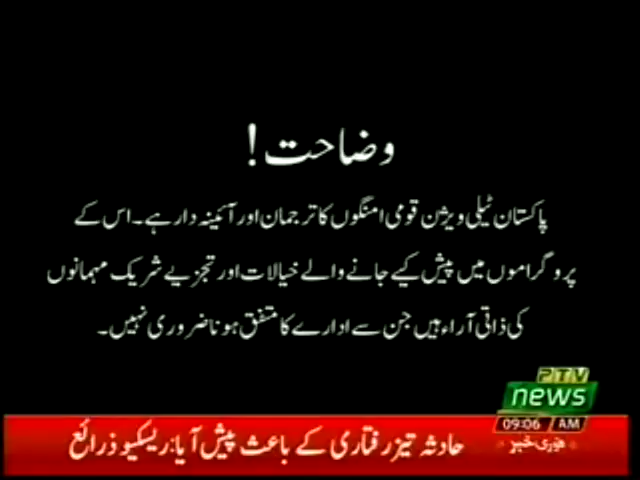 وضاحت!
پاکستان ٹیلی ویژن قومی امنگوں کا ترجمان اور آئینہ دار ہے۔ اس کے
پروگراموں میں پیش کیے جانے والے خیالات اور تجزیے شریک مہمانوں
کی ذاتی آراء ہیں جن سے ادارے کا متفق ہونا ضروری نہیں۔
PTV
news
09:06 AM
فوری خبر
حادثہ تیز رفتاری کے باعث پیش آیا: ریسکیو ذرائع